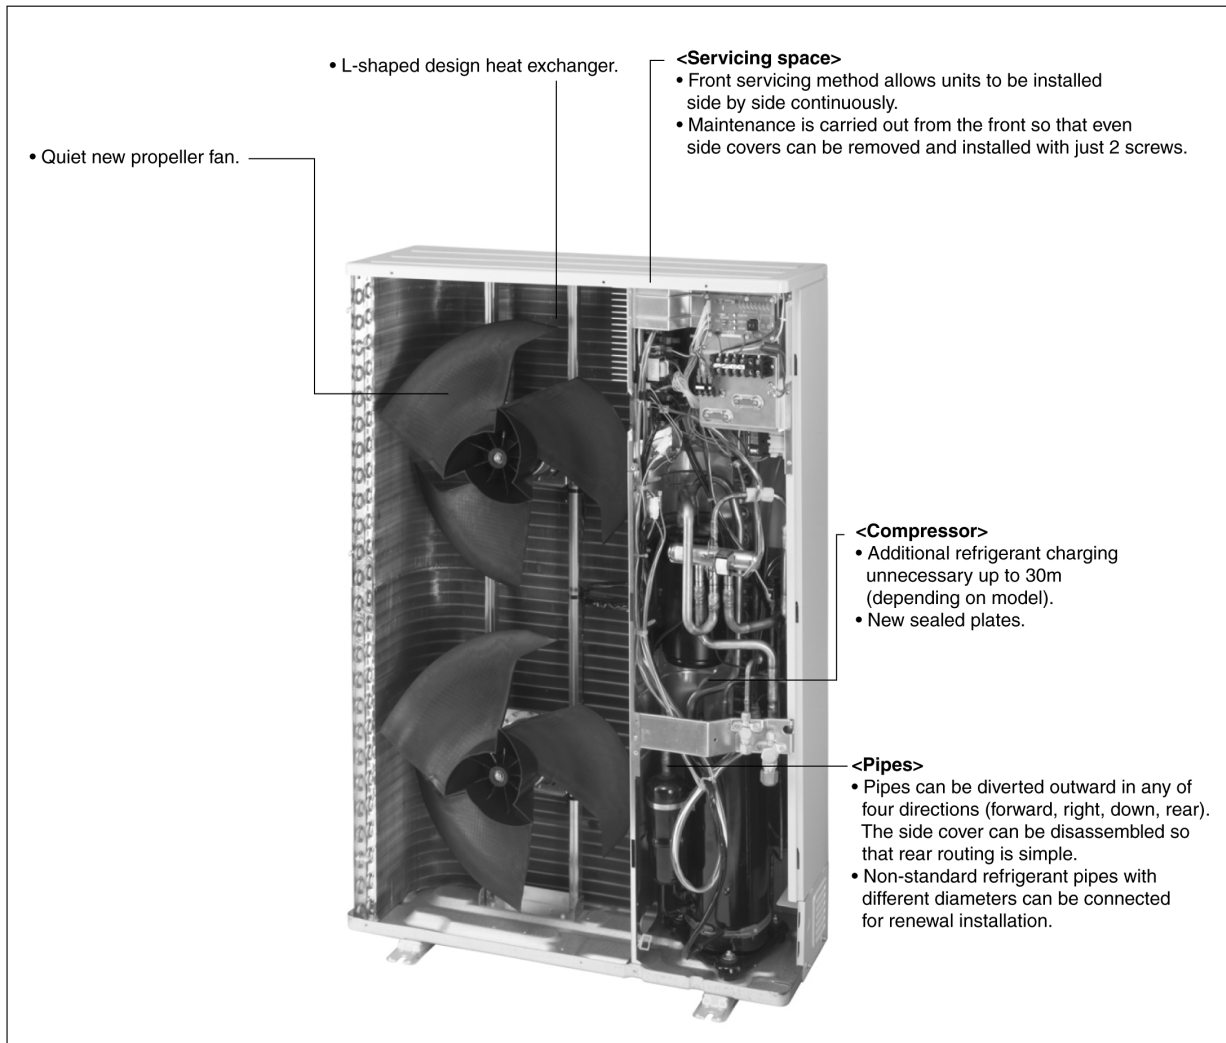 • L-shaped design heat exchanger.
<Servicing space>
• Front servicing method allows units to be installed
side by side continuously.
• Maintenance is carried out from the front so that even
side covers can be removed and installed with just 2 screws.
• Quiet new propeller fan.
<Compressor>
• Additional refrigerant charging
unnecessary up to 30m
(depending on model).
• New sealed plates.
<Pipes>
• Pipes can be diverted outward in any of
four directions (forward, right, down, rear).
The side cover can be disassembled so
that rear routing is simple.
• Non-standard refrigerant pipes with
different diameters can be connected
for renewal installation.